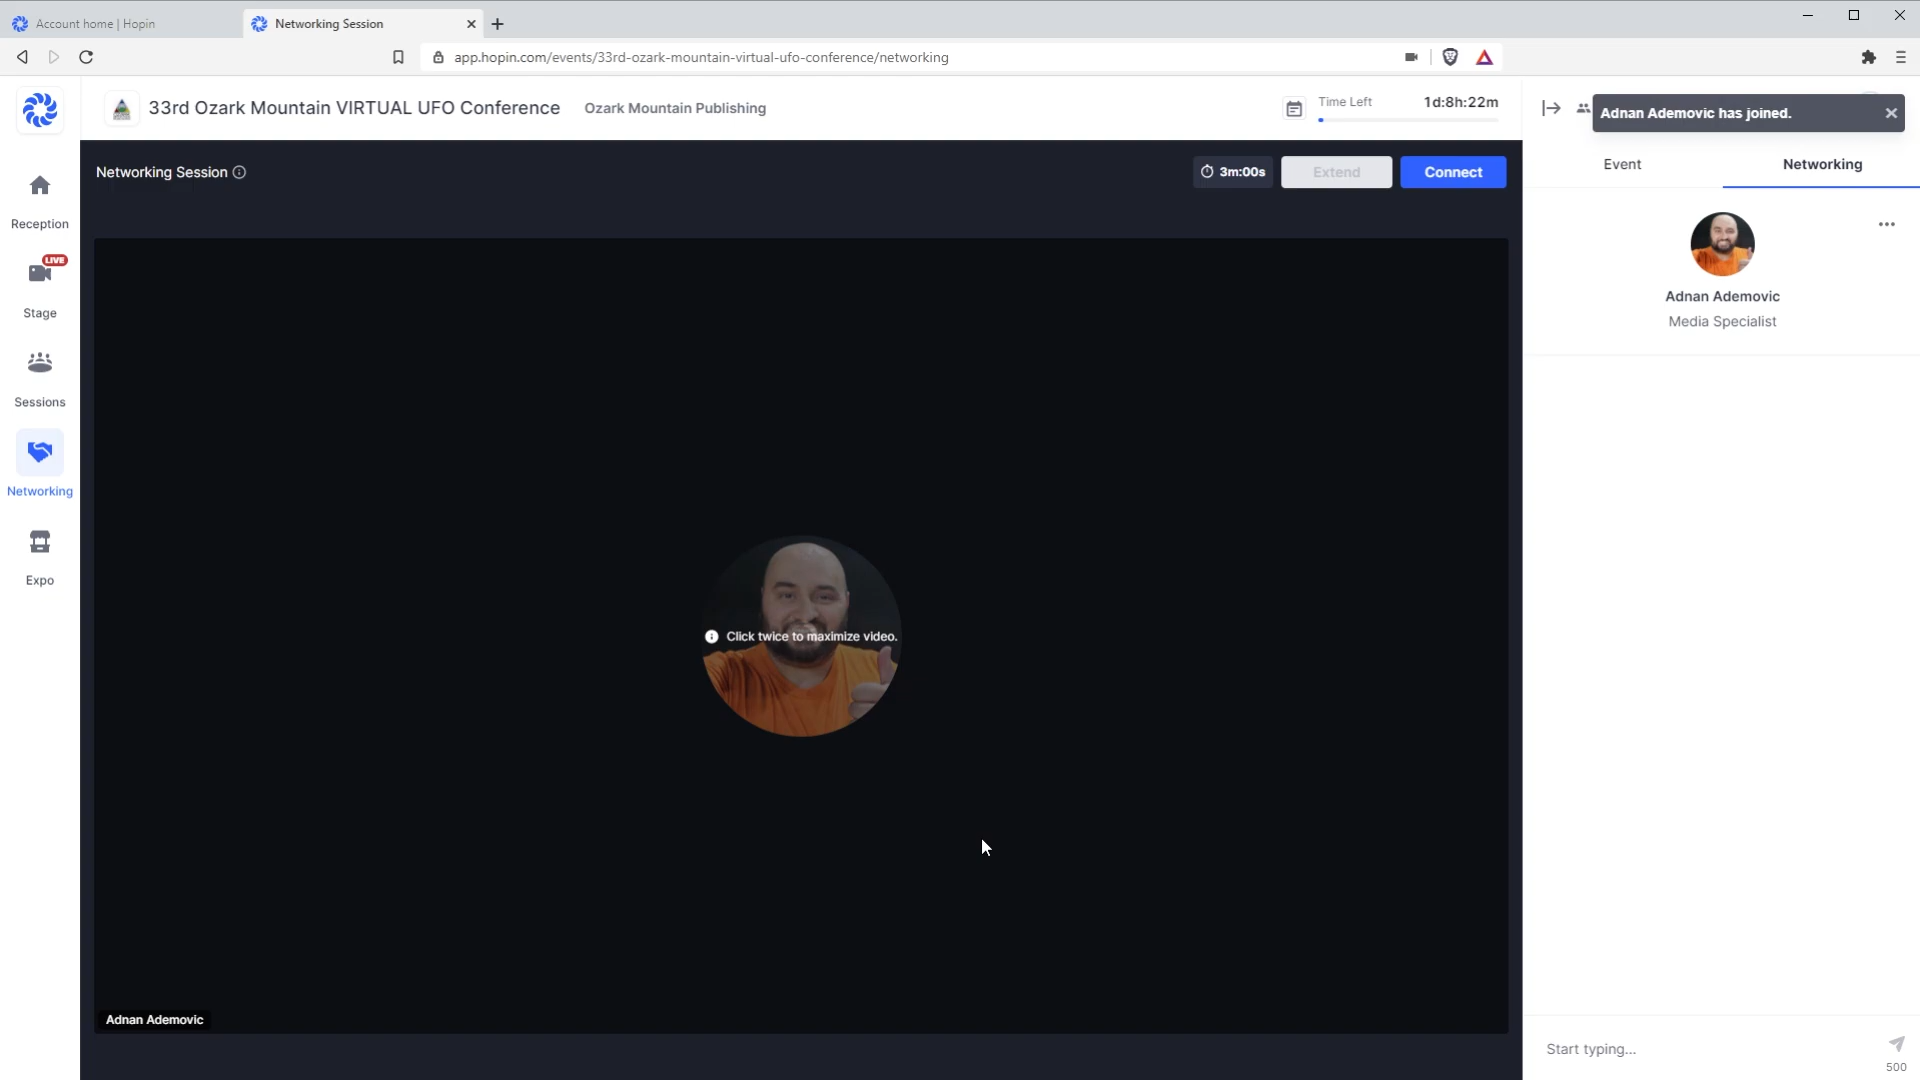 Account home | Hopin
Networking Session
app.hopin.com/events/33rd-ozark-mountain-virtual-ufo-conference/networking
33rd Ozark Mountain VIRTUAL UFO Conference
Ozark Mountain Publishing
Time Left
1d:8h:22m
Adnan Ademovic has joined.
Networking Session
3m:00s
Extend
Connect
Event
Networking
Reception
LIVE
Stage
Sessions
Networking
Expo
Adnan Ademovic
Media Specialist
Click twice to maximize video.
Adnan Ademovic
Start typing...
500